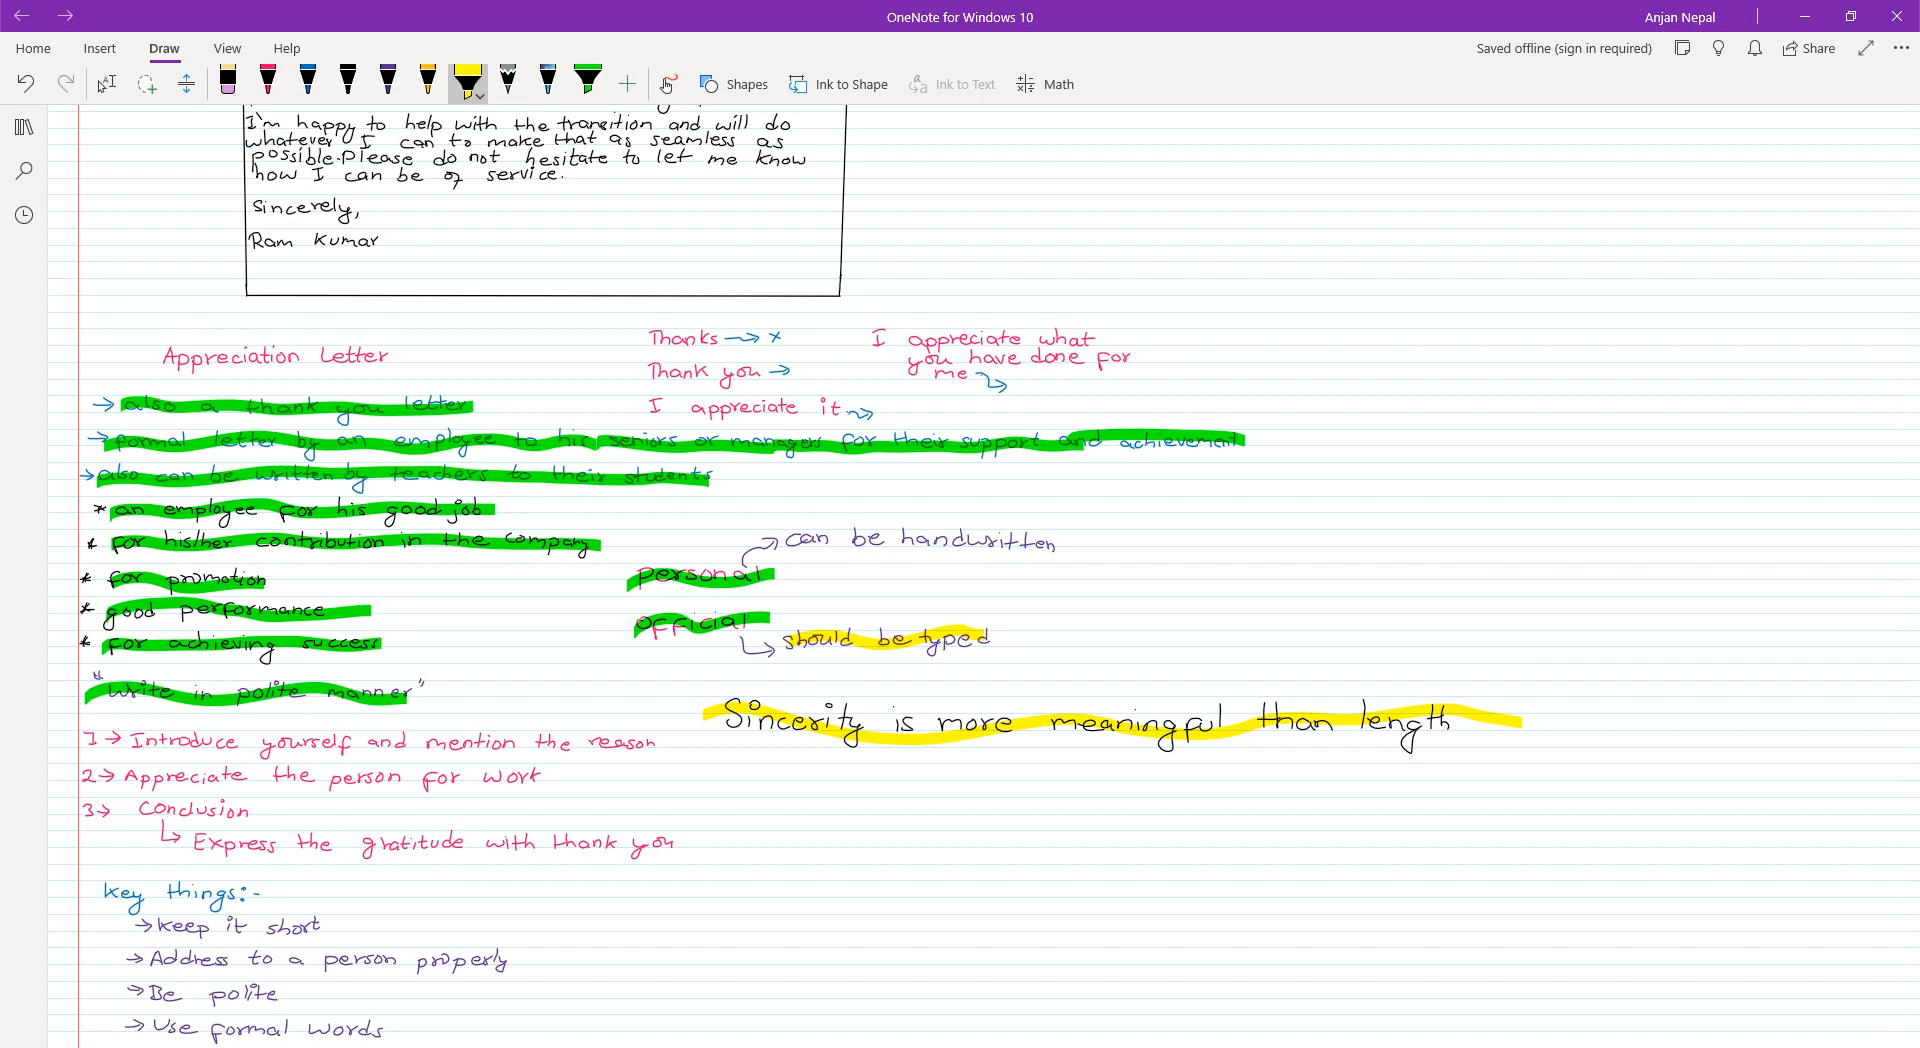 OneNote for Windows 10
Anjan Nepal
Home Insert Draw View Help
Saved offline (sign in required)
Share
Shapes
Ink to Shape
Ink to Text
Math
I'm happy to help with the transition and will do
whatever I can to make that as seamless as
possible.Please do not hesitate to let me know
how I can be of service.
Sincerely,
Ram Kumar
Appreciation Letter
Thanks → x
Thank you →
I appreciate it →
I appreciate what
you have done for
me →
→ also a thank you letter
→ formal letter by an employee to his seniors or managers for their support and achievement
→ also can be written by teachers to their students
* an employee for his good job
* for his/her contribution in the company
* for promotion
* good performance
* for achieving success
"write in polite manner"
→ can be handwritten
personal
official
→ should be typed
Sincerity is more meaningful than length
1 → Introduce yourself and mention the reason
2 → Appreciate the person for work
3 → Conclusion
↳ Express the gratitude with thank you
key things:-
→ keep it short
→ Address to a person properly
→ Be polite
→ Use formal words